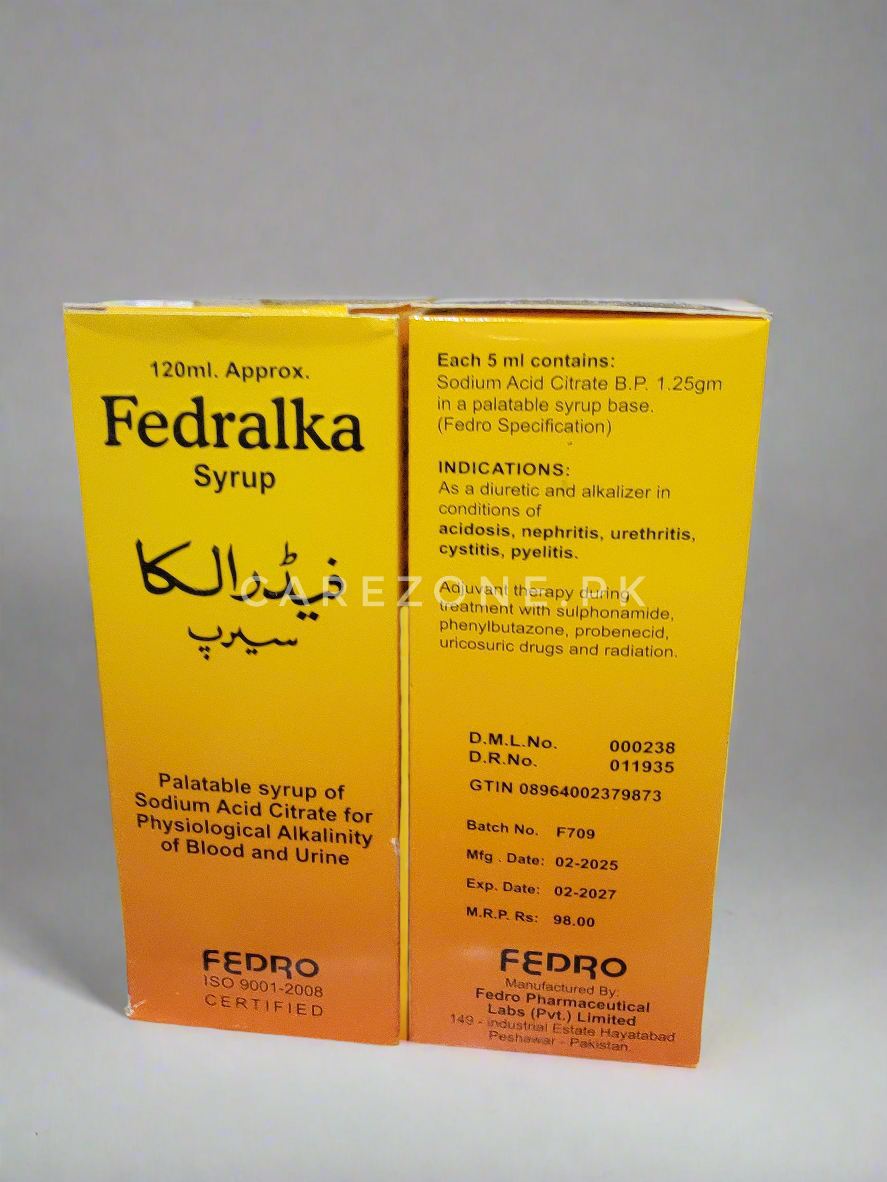 120ml. Approx.
Fedralka
Syrup
فیڈرالکا
سیرپ
Palatable syrup of
Sodium Acid Citrate for
Physiological Alkalinity
of Blood and Urine
FEDRO
ISO 9001-2008
CERTIFIED
Each 5 ml contains:
Sodium Acid Citrate B.P. 1.25gm
in a palatable syrup base.
(Fedro Specification)
INDICATIONS:
As a diuretic and alkalizer in
conditions of
acidosis, nephritis, urethritis,
cystitis, pyelitis.
Adjuvant therapy during
treatment with sulphonamide,
phenylbutazone, probenecid,
uricosuric drugs and radiation.
D.M.L.No. 000238
D.R.No. 011935
GTIN 08964002379873
Batch No. F709
Mfg . Date: 02-2025
Exp. Date: 02-2027
M.R.P. Rs: 98.00
FEDRO
Manufactured By:
Fedro Pharmaceutical
Labs (Pvt.) Limited
149 - Industrial Estate Hayatabad
Peshawar - Pakistan.
CAREZONE.PK